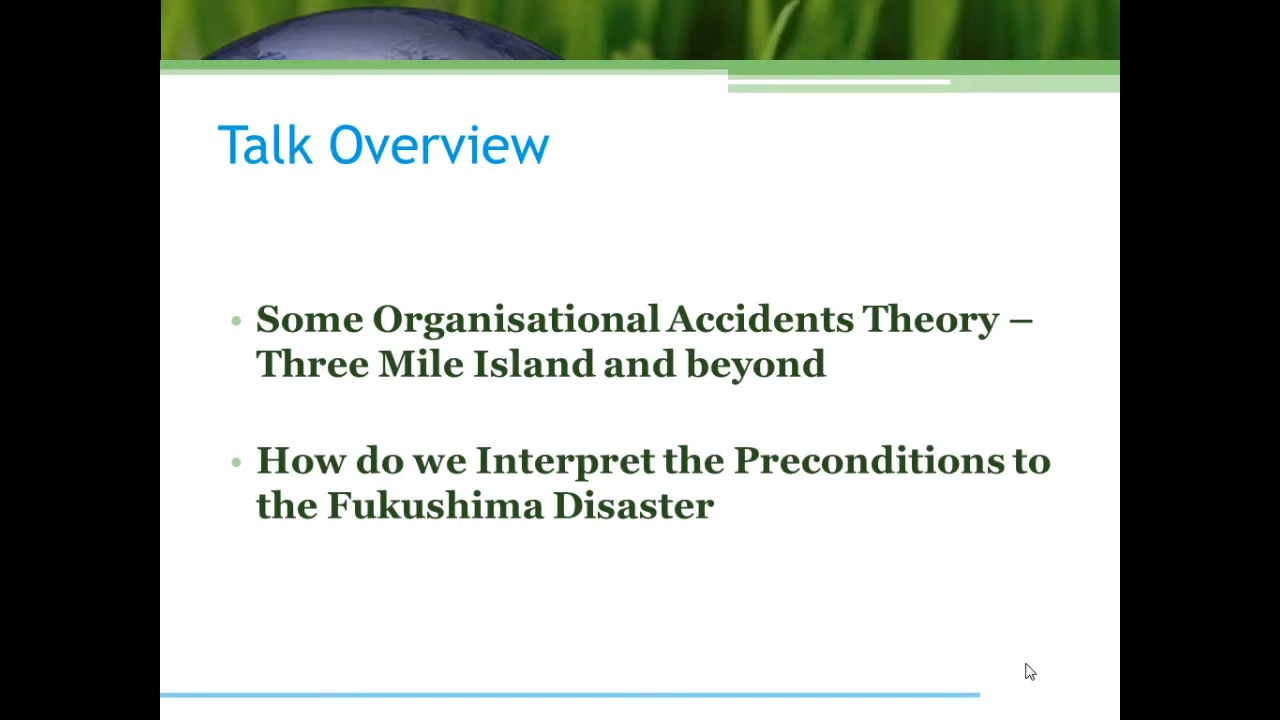 Talk Overview
• Some Organisational Accidents Theory –
Three Mile Island and beyond
• How do we Interpret the Preconditions to
the Fukushima Disaster